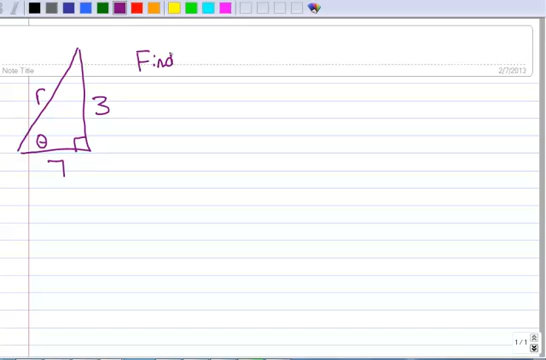 Find
Note Title
2/7/2013
r
3
θ
7
1/1